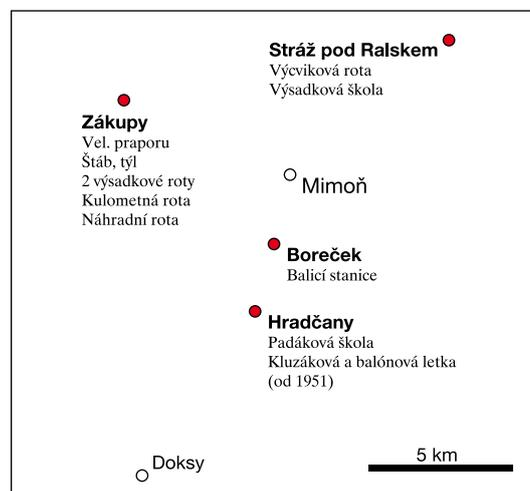 Stráž pod Ralskem
Výcviková rota
Výsadková škola
Zákupy
Vel. praporu
Štáb, týl
2 výsadkové roty
Kulometná rota
Náhradní rota
Mimoň
Boreček
Balicí stanice
Hradčany
Padáková škola
Kluzáková a balónová letka
(od 1951)
Doksy
5 km